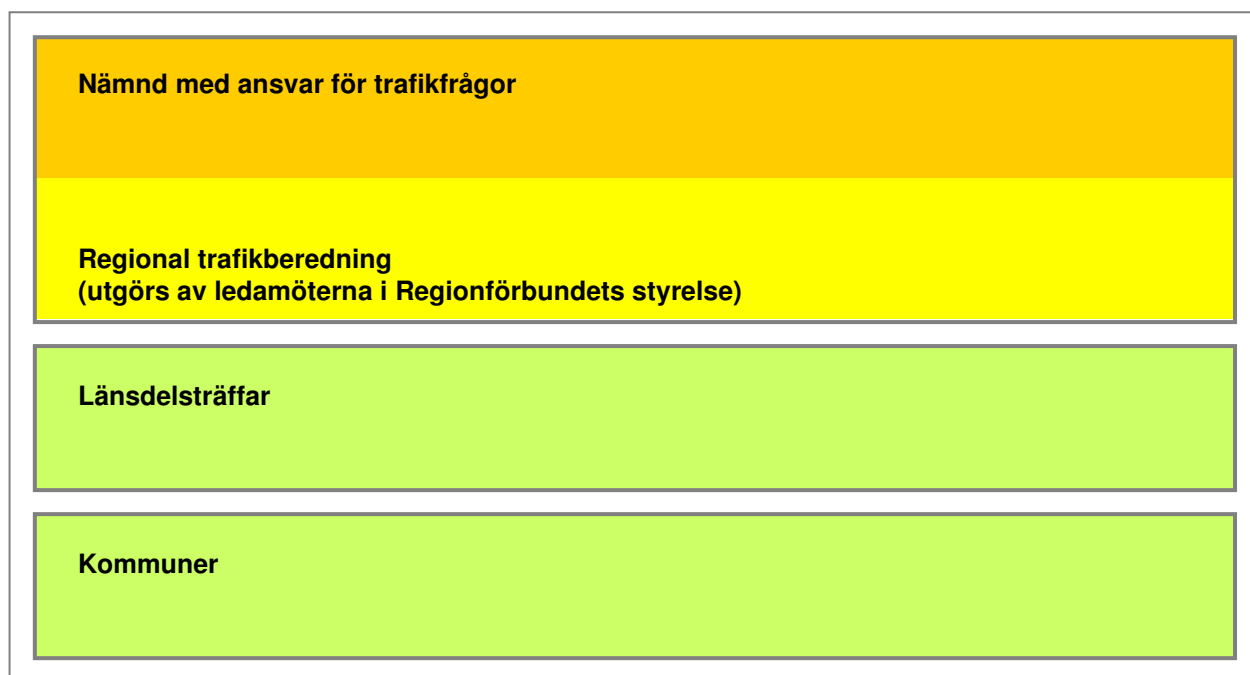 Nämnd med ansvar för trafikfrågor
Regional trafikberedning
(utgörs av ledamöterna i Regionförbundets styrelse)
Länsdelsträffar
Kommuner